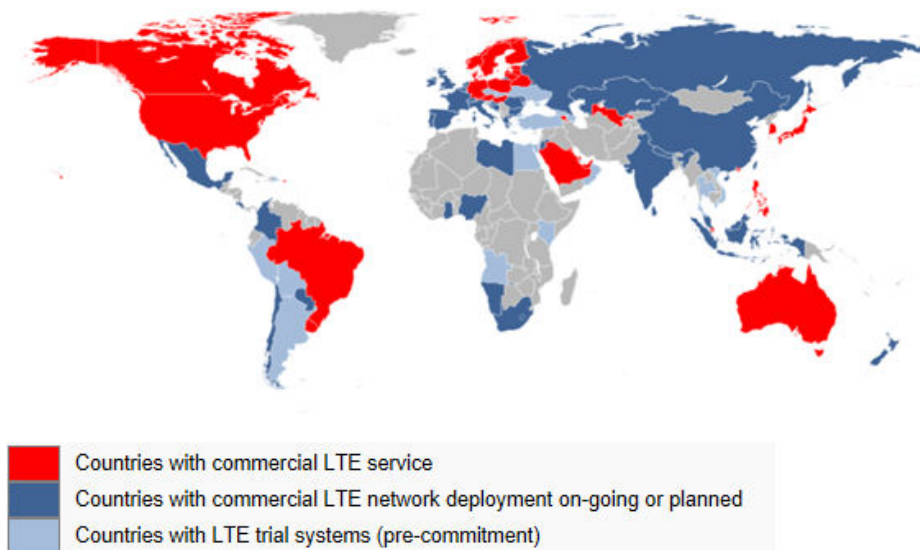 Countries with commercial LTE service
Countries with commercial LTE network deployment on-going or planned
Countries with LTE trial systems (pre-commitment)